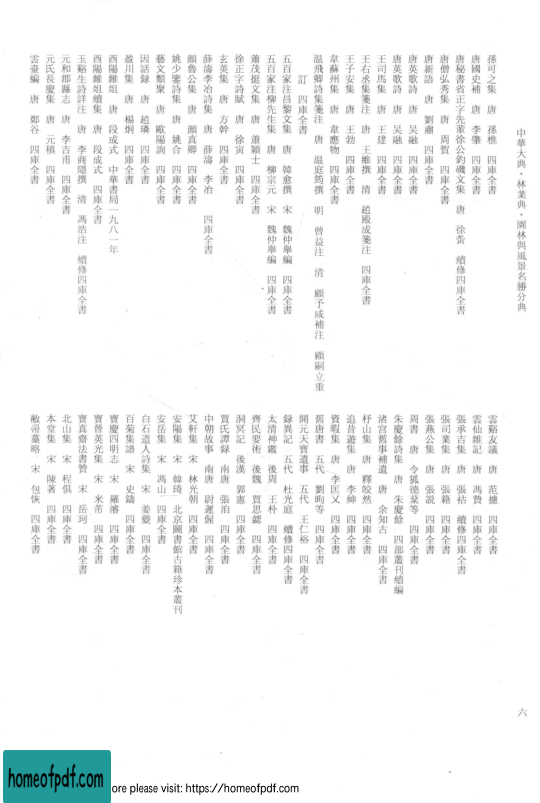 中華大典·林業典·園林與風景名勝分典
孫可之集　唐　孫樵　四庫全書
唐國史補　唐　李肇　四庫全書
唐秘書省正字先輩徐公釣磯文集　唐　徐夤　續修四庫全書
唐僧弘秀集　唐　周賀　四庫全書
唐新語　唐　劉肅　四庫全書
唐英歌詩　唐　吳融　四庫全書
唐英歌詩　唐　吳融　四庫全書
王司馬集　唐　王建　四庫全書
王右丞集箋注　唐　王維撰　清　趙殿成箋注　四庫全書
王子安集　唐　王勃　四庫全書
韋蘇州集　唐　韋應物　四庫全書
温飛卿詩集箋注　唐　温庭筠撰　明　曾益注　清　顧予咸補注　顧嗣立重
訂　四庫全書
五百家注昌黎文集　唐　韓愈撰　宋　魏仲舉編　四庫全書
五百家注柳先生集　唐　柳宗元　宋　魏仲舉編　四庫全書
蕭茂挺文集　唐　蕭穎士　四庫全書
徐正字詩賦　唐　徐寅　四庫全書
玄英集　唐　方幹　四庫全書
薛濤李冶詩集　唐　薛濤　李冶　四庫全書
顏魯公集　唐　顏真卿　四庫全書
姚少監詩集　唐　姚合　四庫全書
藝文類聚　唐　歐陽詢　四庫全書
因話録　唐　趙璘　四庫全書
盈川集　唐　楊炯　四庫全書
酉陽雜俎　唐　段成式　中華書局一九八一年
酉陽雜俎續集　唐　段成式　四庫全書
玉谿生詩詳注　唐　李商隱撰　清　馮浩注　續修四庫全書
元和郡縣志　唐　李吉甫　四庫全書
元氏長慶集　唐　元稹　四庫全書
雲臺編　唐　鄭谷　四庫全書
雲谿友議　唐　范摅　四庫全書
雲仙雜記　唐　馮贄　四庫全書
張承吉集　唐　張祜　續修四庫全書
張司業集　唐　張籍　四庫全書
張燕公集　唐　張説　四庫全書
周書　唐　令狐德棻等　四庫全書
朱慶餘詩集　唐　朱慶餘　四部叢刊續編
渚宮舊事補遺　唐　余知古　四庫全書
杼山集　唐　釋皎然　四庫全書
追昔遊集　唐　李紳　四庫全書
資暇集　唐　李匡乂　四庫全書
舊唐書　五代　劉昫等　四庫全書
開元天寶遺事　五代　王仁裕　四庫全書
録異記　五代　杜光庭　續修四庫全書
太清神鑑　後周　王朴　四庫全書
齊民要術　後魏　賈思勰　四庫全書
洞冥記　後漢　郭憲　四庫全書
賈氏譚録　南唐　張洎　四庫全書
中朝故事　南唐　尉遲偓　四庫全書
艾軒集　宋　林光朝　四庫全書
安陽集　宋　韓琦　北京圖書館古籍珍本叢刊
安岳集　宋　馮山　四庫全書
白石道人詩集　宋　姜夔　四庫全書
百菊集譜　宋　史鑄　四庫全書
寶慶四明志　宋　羅濬　四庫全書
寶晉英光集　宋　米芾　四庫全書
寶真齋法書贊　宋　岳珂　四庫全書
北山集　宋　程俱　四庫全書
本堂集　宋　陳著　四庫全書
敝帚藁略　宋　包恢　四庫全書
六
homeofpdf.com
ore please visit: https://homeofpdf.com